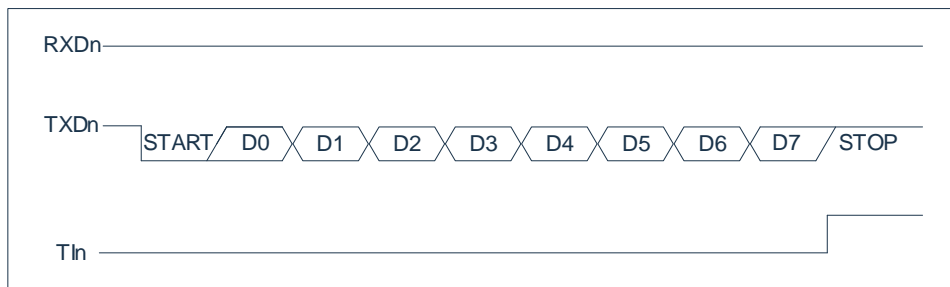 RXDn
TXDn
START D0 D1 D2 D3 D4 D5 D6 D7 STOP
TIn